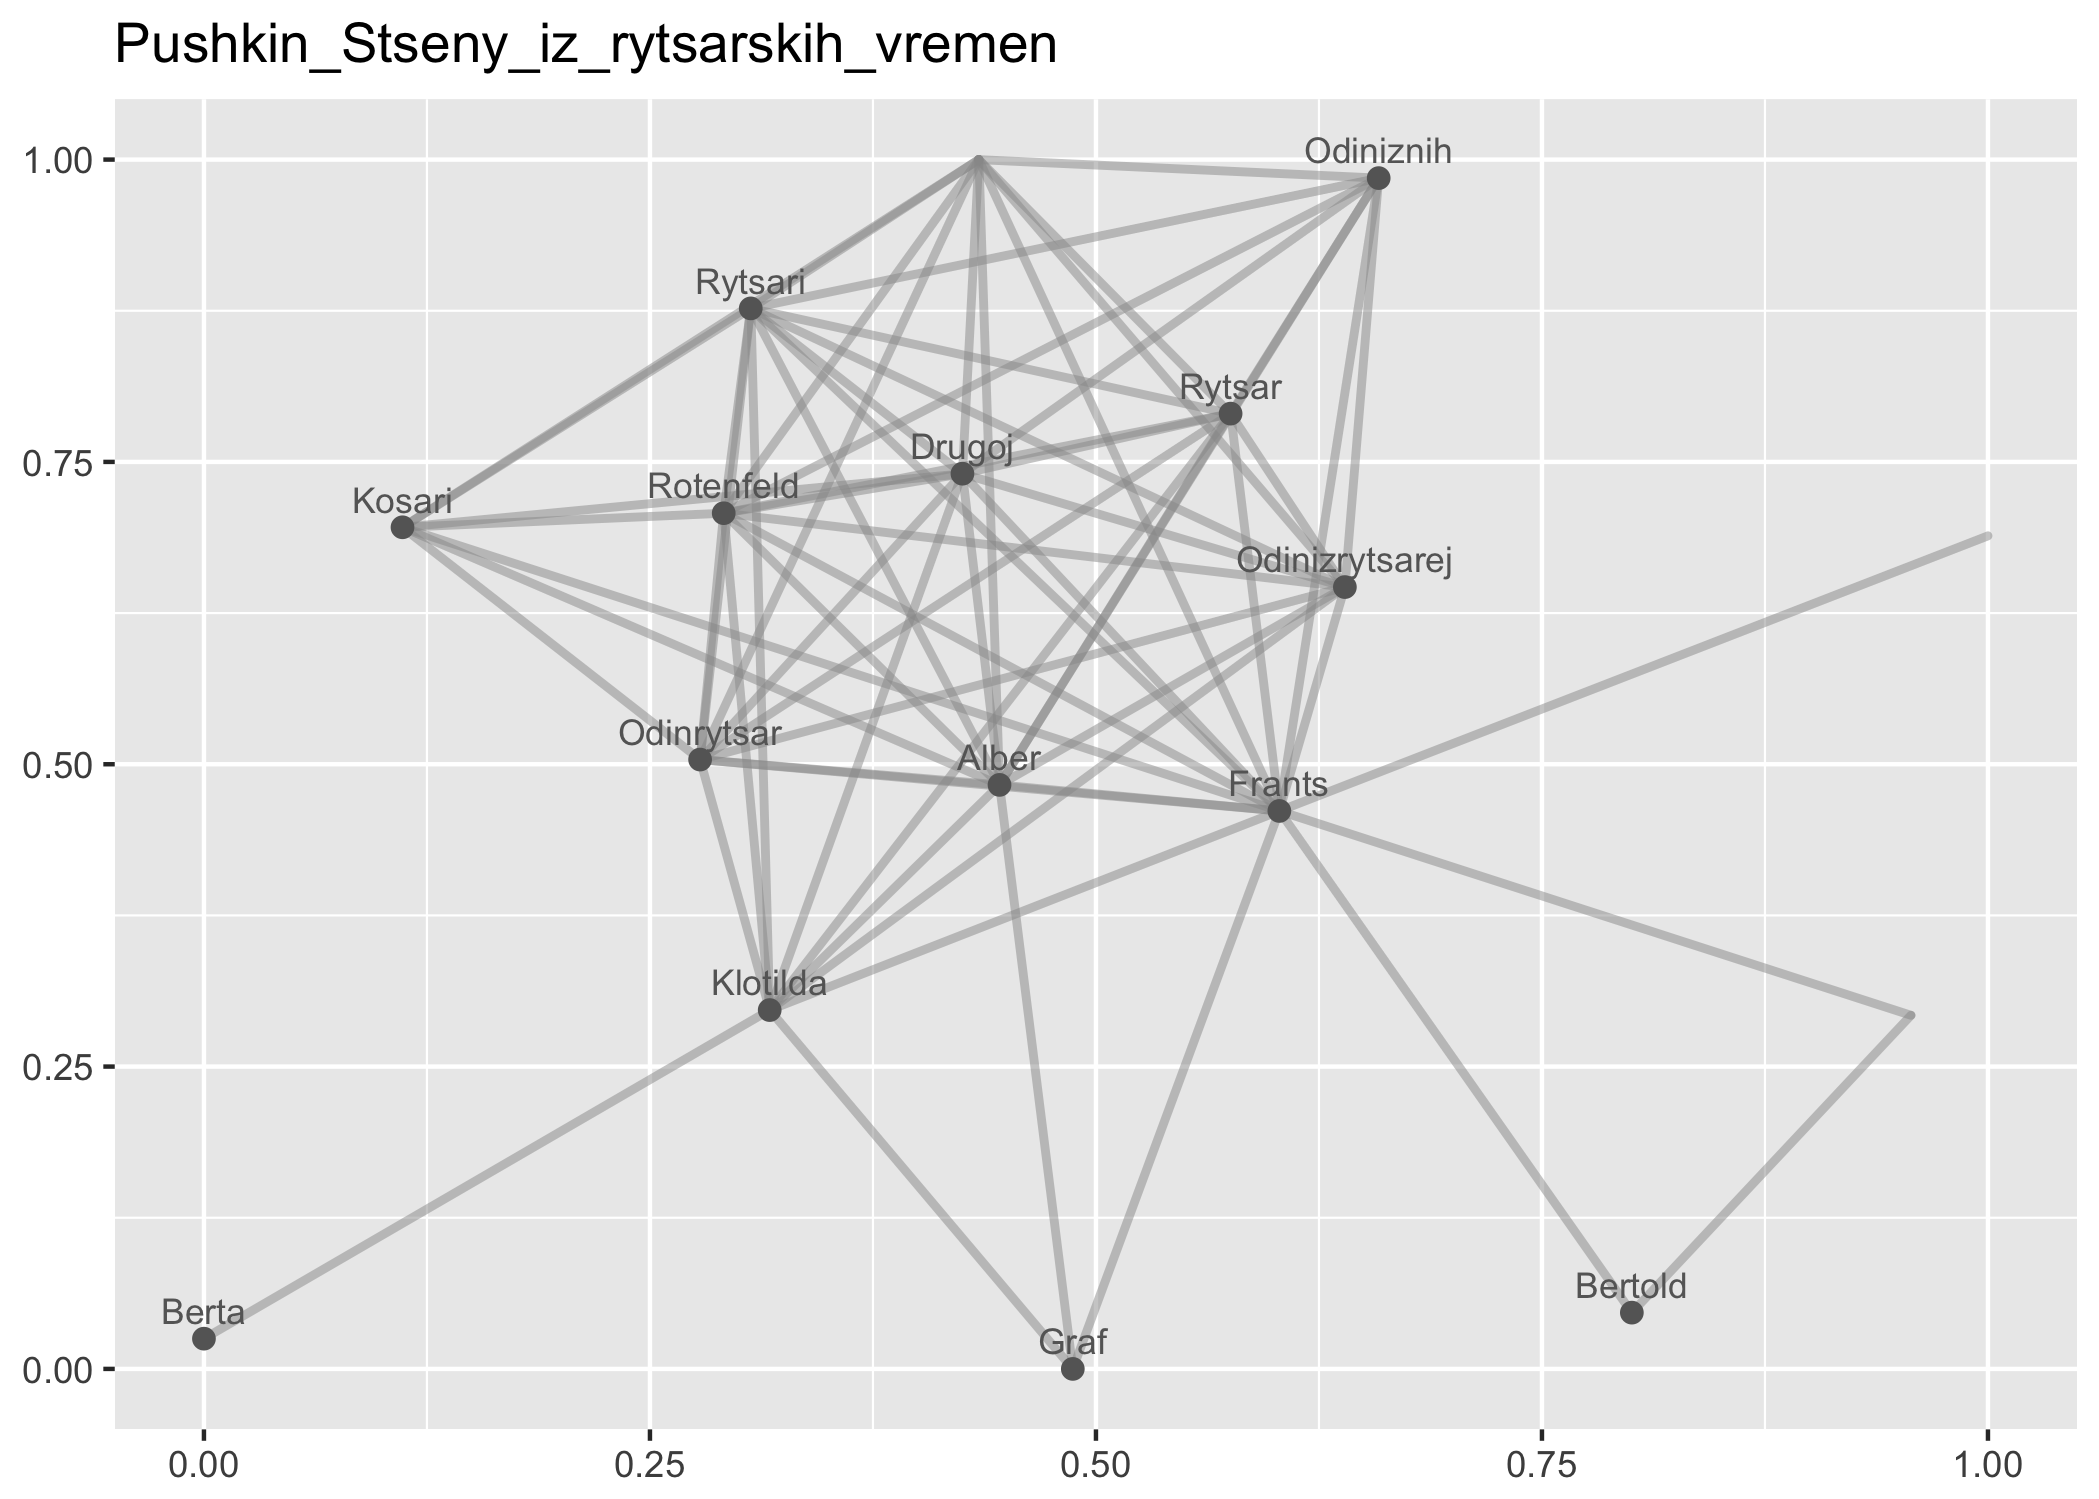 Pushkin_Stseny_iz_rytsarskih_vremen
1.00
0.75
0.50
0.25
0.00
Odiniznih
Rytsari
Rytsar
Drugoj
Rotenfeld
Kosari
Odinizrytsarej
Odinrytsar
Alber
Frants
Klotilda
Bertold
Berta
Graf
0.00
0.25
0.50
0.75
1.00